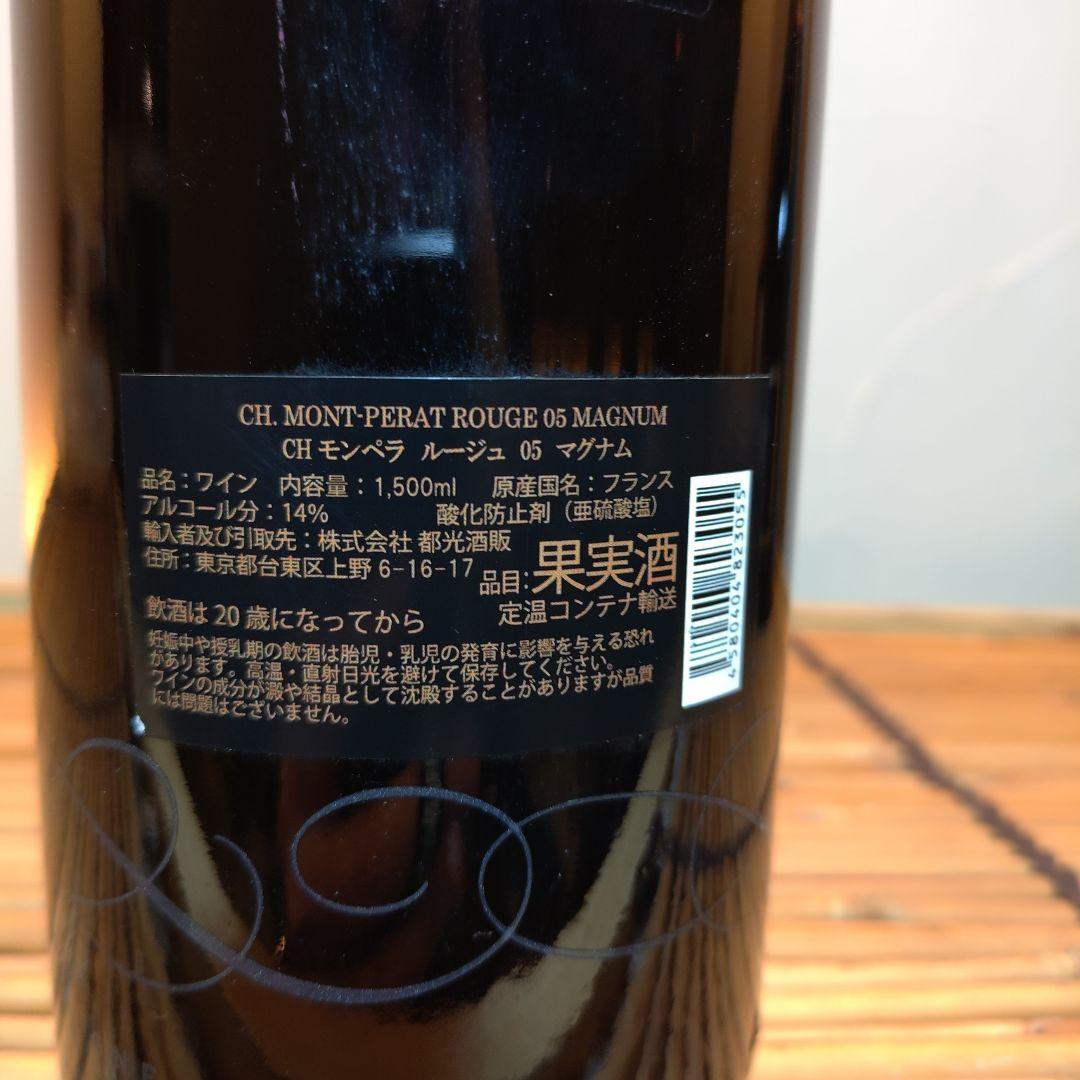 CH. MONT-PERAT ROUGE 05 MAGNUM
CH モンペラ ルージュ 05 マグナム
品名：ワイン 内容量：1,500ml 原産国名：フランス
アルコール分：14% 酸化防止剤（亜硫酸塩）
輸入者及び引取先：株式会社 都光酒販
住所：東京都台東区上野 6-16-17
品目：果実酒
飲酒は 20 歳になってから 定温コンテナ輸送
妊娠中や授乳期の飲酒は胎児・乳児の発育に影響を与える恐れ
があります。高温・直射日光を避けて保存してください。
ワインの成分が澱や結晶として沈殿することがありますが品質
には問題はございません。
4580404823055